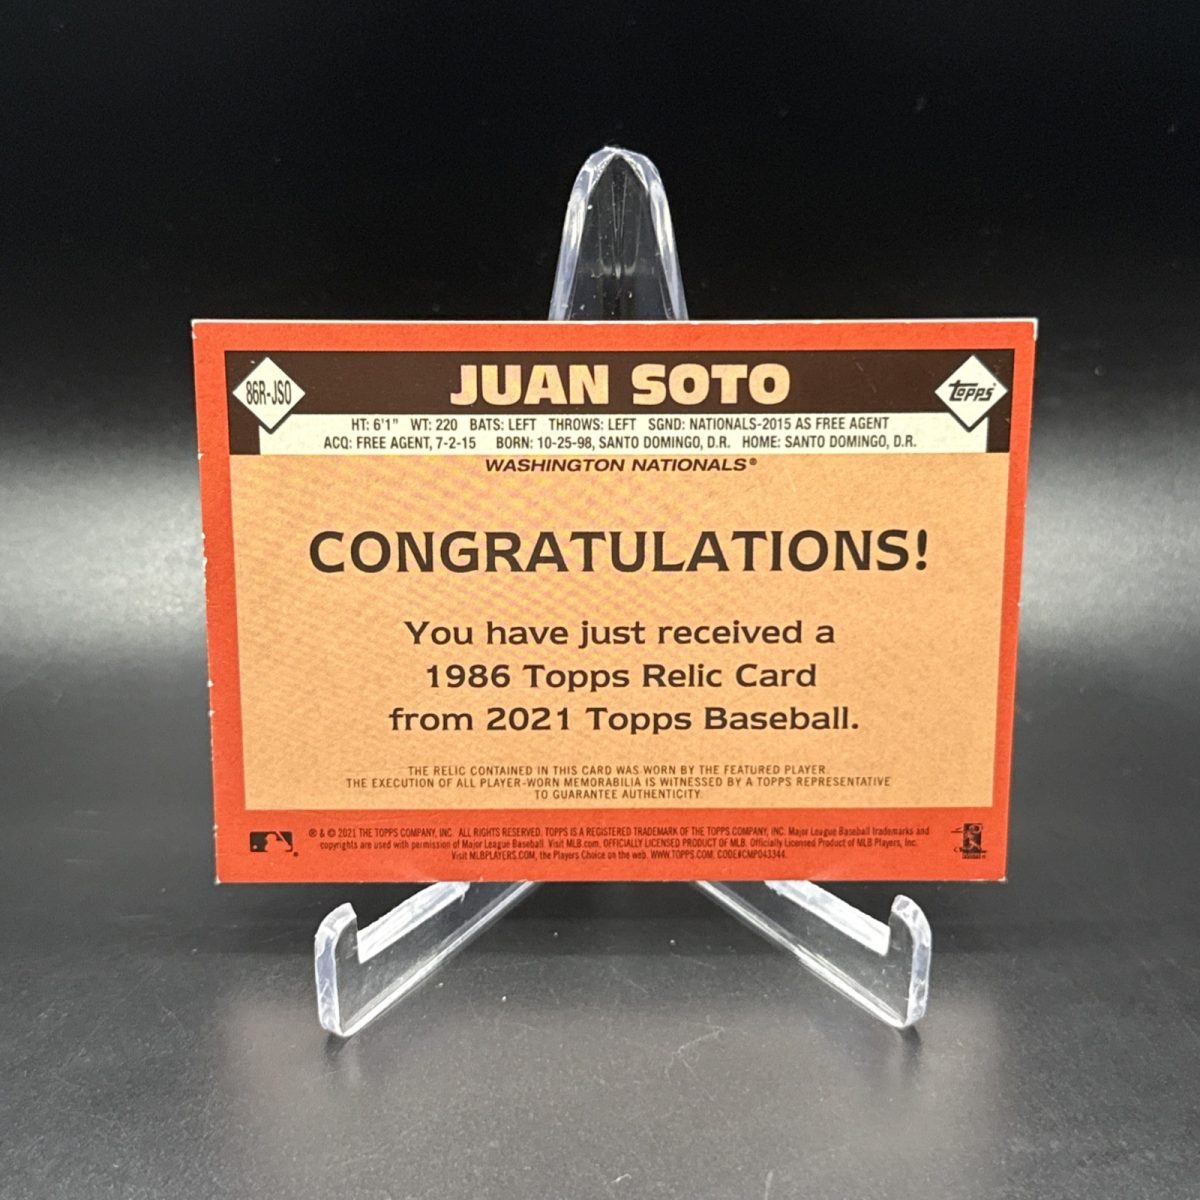 86R-JSO
JUAN SOTO
topps
HT: 6'1" WT: 220 BATS: LEFT THROWS: LEFT SGND: NATIONALS-2015 AS FREE AGENT
ACQ: FREE AGENT, 7-2-15 BORN: 10-25-98, SANTO DOMINGO, D.R. HOME: SANTO DOMINGO, D.R.
WASHINGTON NATIONALS®
CONGRATULATIONS!
You have just received a
1986 Topps Relic Card
from 2021 Topps Baseball.
THE RELIC CONTAINED IN THIS CARD WAS WORN BY THE FEATURED PLAYER.
THE EXECUTION OF ALL PLAYER-WORN MEMORABILIA IS WITNESSED BY A TOPPS REPRESENTATIVE
TO GUARANTEE AUTHENTICITY.
® & © 2021 THE TOPPS COMPANY, INC. ALL RIGHTS RESERVED. TOPPS IS A REGISTERED TRADEMARK OF THE TOPPS COMPANY, INC. Major League Baseball trademarks and
copyrights are used with permission of Major League Baseball. Visit MLB.com. OFFICIALLY LICENSED PRODUCT OF MLB. Officially Licensed Product of MLB Players, Inc.
Visit MLBPLAYERS.COM, the Players Choice on the web. WWW.TOPPS.COM. CODE#CMP043344.